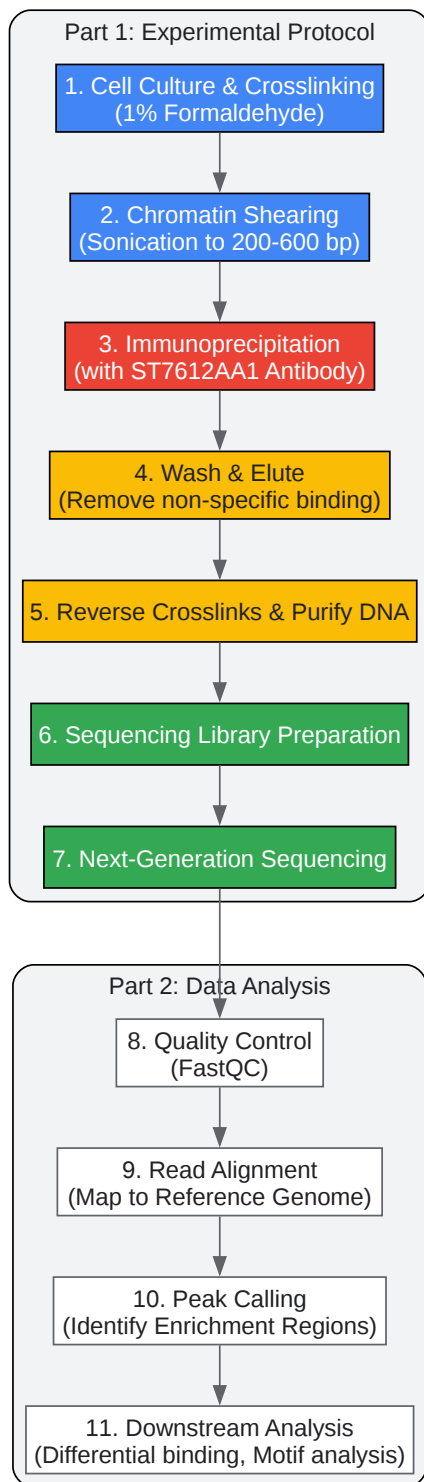 Part 1: Experimental Protocol
1. Cell Culture & Crosslinking
(1% Formaldehyde)
2. Chromatin Shearing
(Sonication to 200-600 bp)
3. Immunoprecipitation
(with ST7612AA1 Antibody)
4. Wash & Elute
(Remove non-specific binding)
5. Reverse Crosslinks & Purify DNA
6. Sequencing Library Preparation
7. Next-Generation Sequencing
Part 2: Data Analysis
8. Quality Control
(FastQC)
9. Read Alignment
(Map to Reference Genome)
10. Peak Calling
(Identify Enrichment Regions)
11. Downstream Analysis
(Differential binding, Motif analysis)